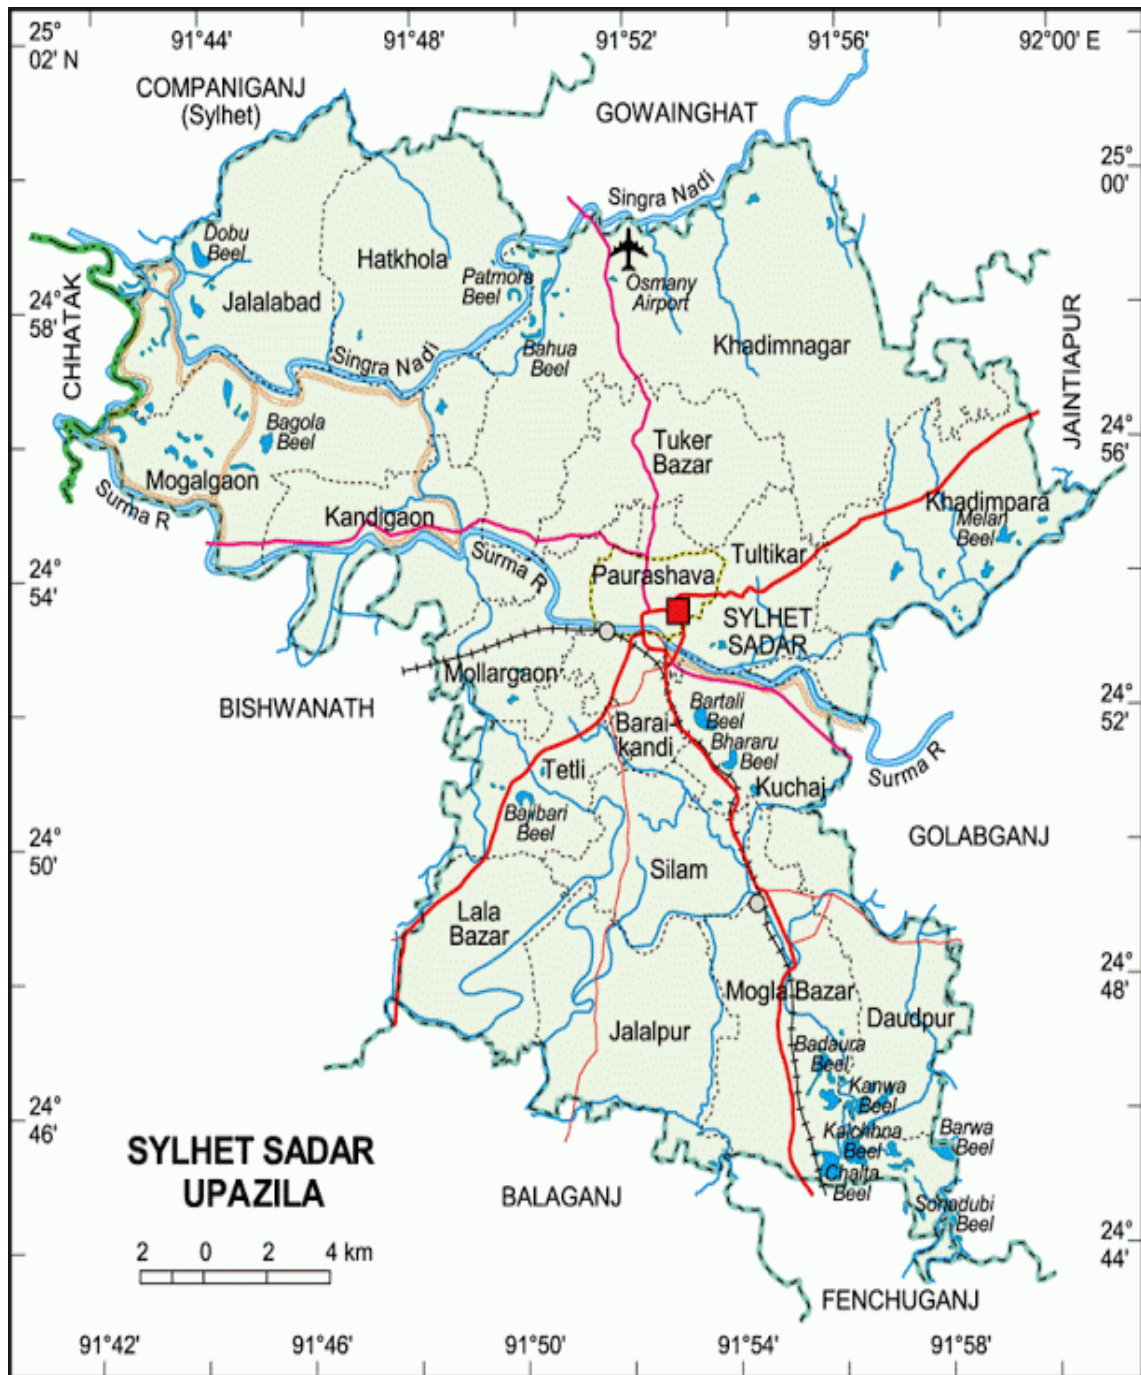 25°
02' N
91°44'
91°48'
91°52'
91°56'
92°00' E
COMPANIGANJ
(Sylhet)
GOWAINGHAT
25°
00'
Singra Nadi
Dobu
Beel
Hatkhola
Patmora
Beel
Osmany
Airport
Jalalabad
24°
58'
CHHATAK
JAINTIAPUR
Singra Nadi
Bahua
Beel
Khadimnagar
Bagola
Beel
Tuker
Bazar
24°
56'
Mogalgaon
Surma R
Kandigaon
Khadimpara
Melan
Beel
Surma R
Tultikar
24°
54'
Paurashava
SYLHET
SADAR
Mollargaon
BISHWANATH
Bartali
Beel
24°
52'
Barai-
kandi
Bhararu
Beel
Surma R
Tetli
Kuchai
Bajibari
Beel
24°
50'
GOLABGANJ
Silam
Lala
Bazar
24°
48'
Mogla Bazar
Daudpur
Jalalpur
Badaura
Beel
Kanwa
Beel
24°
46'
Kalchhna
Beel
Barwa
Beel
SYLHET SADAR
UPAZILA
Chalta
Beel
BALAGANJ
Sonadubi
Beel
24°
44'
2 0 2 4 km
FENCHUGANJ
91°42'
91°46'
91°50'
91°54'
91°58'